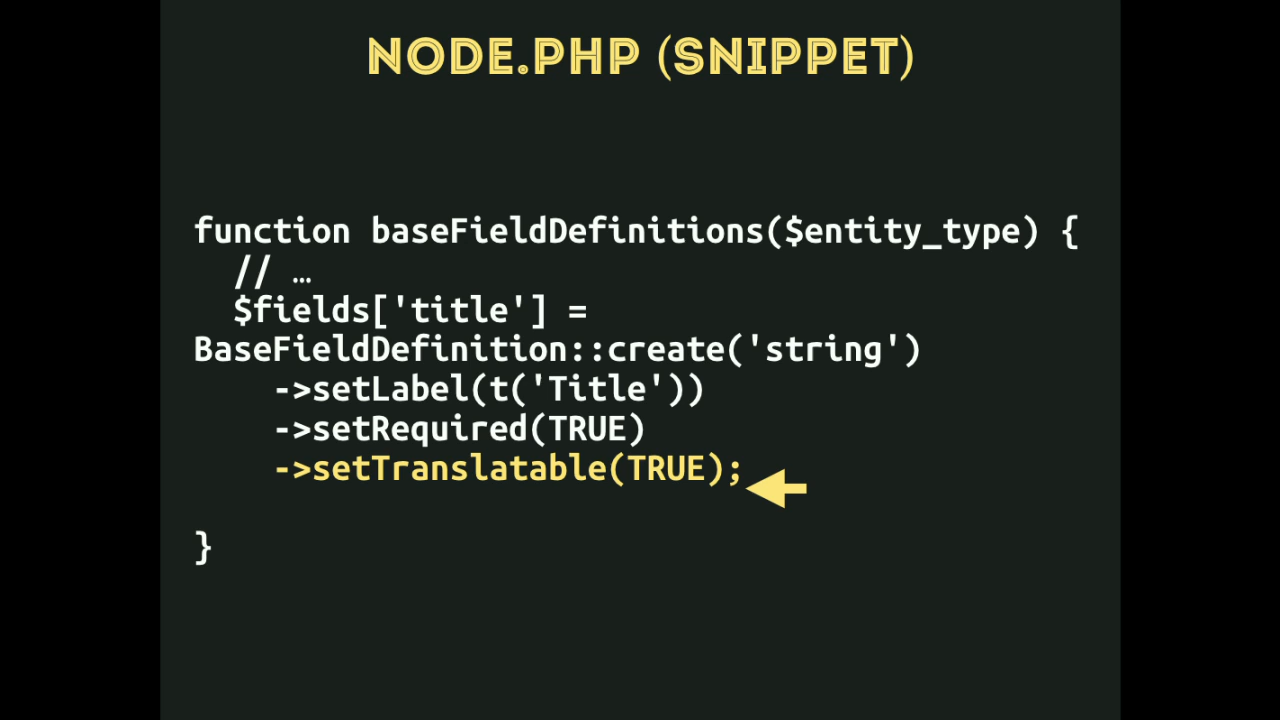 NODE.PHP (SNIPPET)
function baseFieldDefinitions($entity_type) {
  // …
  $fields['title'] =
BaseFieldDefinition::create('string')
    ->setLabel(t('Title'))
    ->setRequired(TRUE)
    ->setTranslatable(TRUE);
}